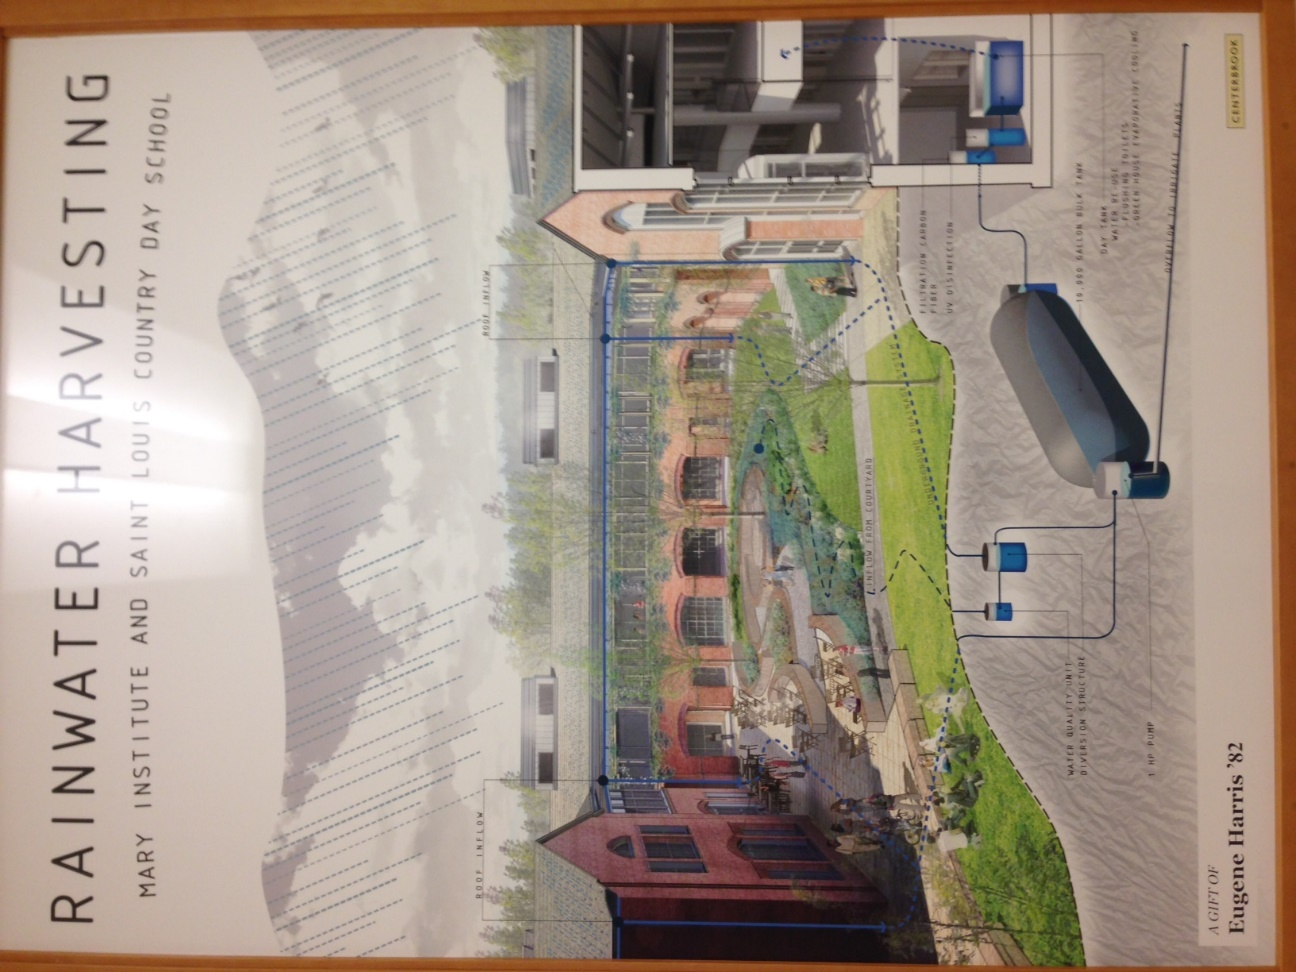 RAINWATER HARVESTING
MARY INSTITUTE AND SAINT LOUIS COUNTRY DAY SCHOOL
ROOF INFLOW
ROOF INFLOW
INFLOW FROM COURTYARD
UNDERGROUND
FILTRATION CARBON
FIBER
UV DISINFECTION
WATER QUALITY UNIT
DIVERSION STRUCTURE
10,000 GALLON BULK TANK
DAY TANK
WATER RE-USE
-FLUSHING TOILETS
-GREEN HOUSE EVAPORATIVE COOLING
1 HP PUMP
OVERFLOW TO IRRIGATE PLANTS
A GIFT OF
Eugene Harris '82
CENTERBROOK